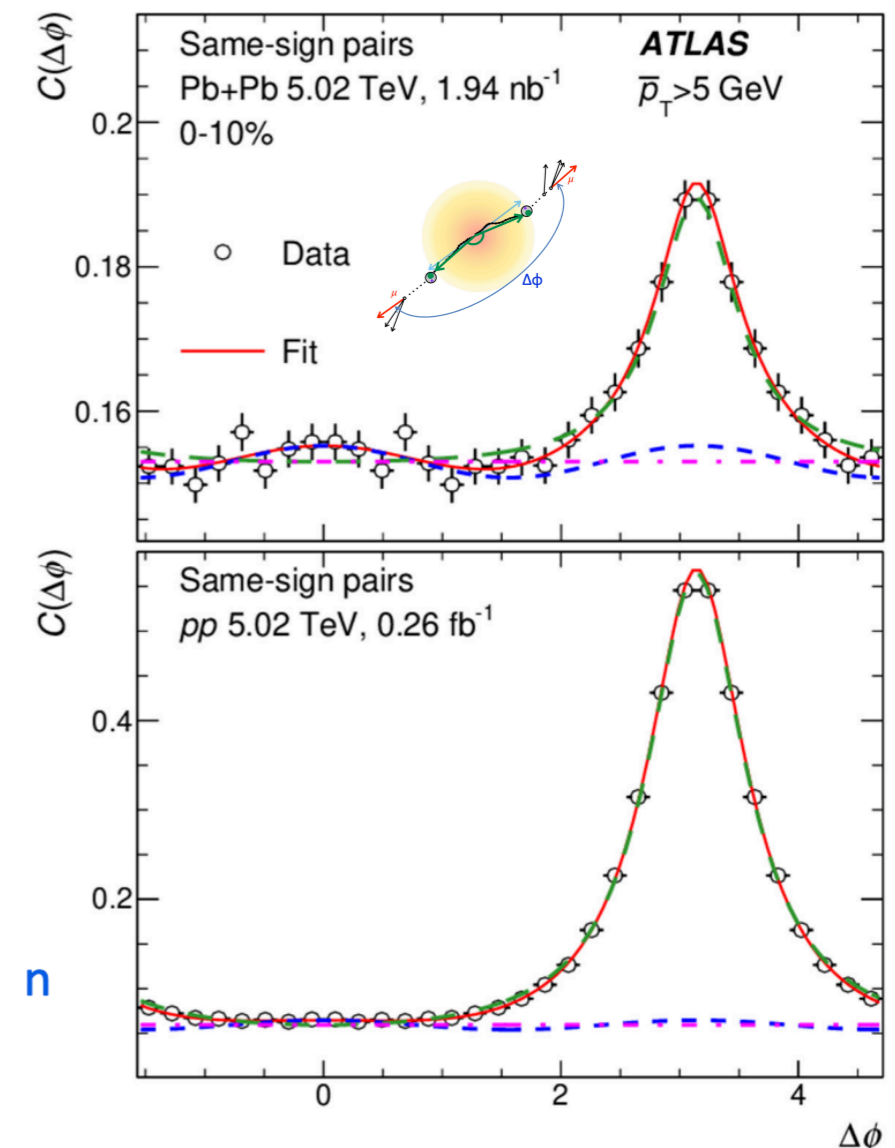 C(Δϕ)
Same-sign pairs
Pb+Pb 5.02 TeV, 1.94 nb⁻¹
0-10%
ATLAS
p̅_T>5 GeV
μ
μ
Δϕ
Data
Fit
0.2
0.18
0.16
C(Δϕ)
Same-sign pairs
pp 5.02 TeV, 0.26 fb⁻¹
0.4
0.2
n
0
2
4
Δϕ